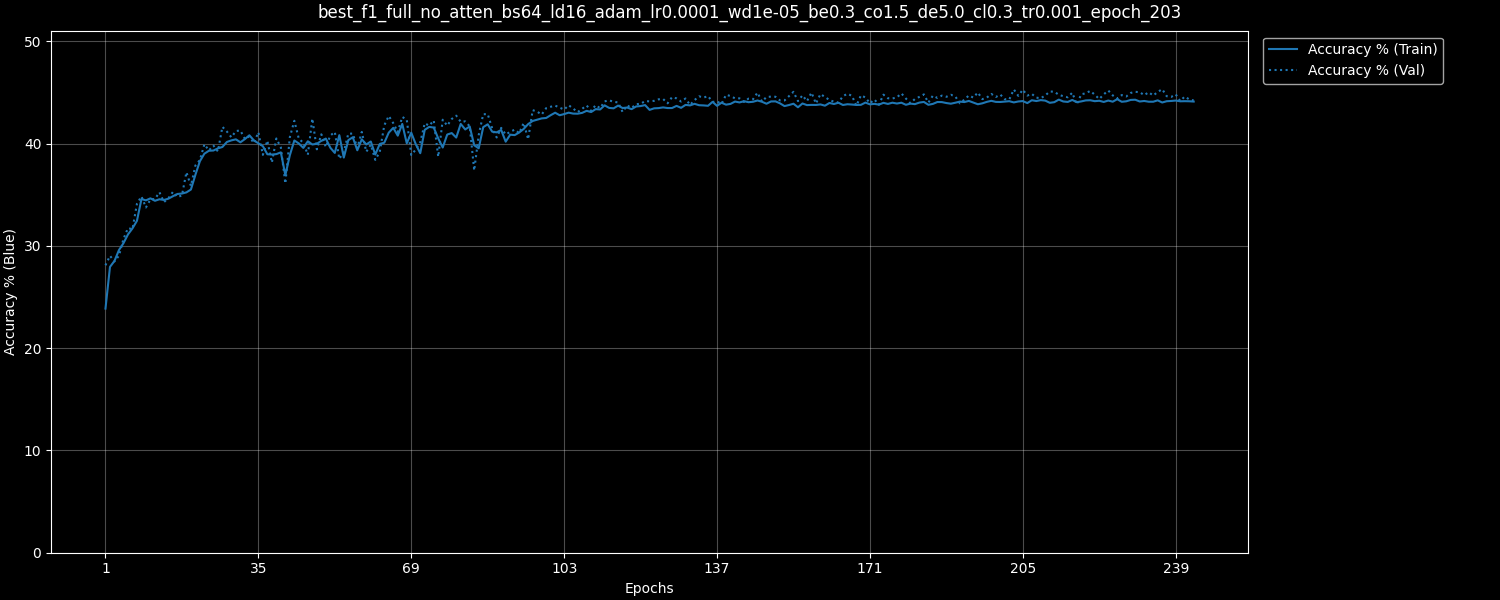 best_f1_full_no_atten_bs64_ld16_adam_lr0.0001_wd1e-05_be0.3_co1.5_de5.0_cl0.3_tr0.001_epoch_203
Accuracy % (Train)
Accuracy % (Val)
Accuracy % (Blue)
50
40
30
20
10
0
1 35 69 103 137 171 205 239
Epochs